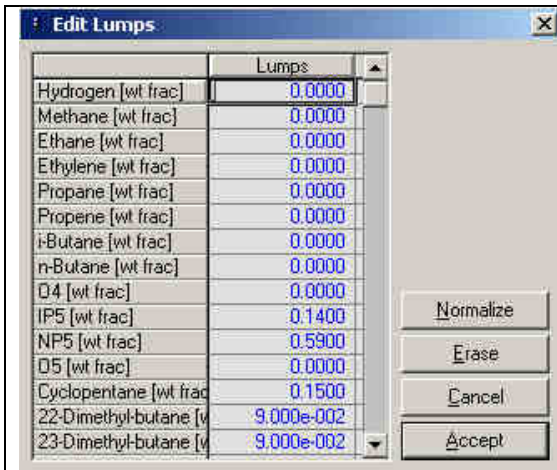 Edit Lumps
Lumps
Hydrogen [wt frac] 0.0000
Methane [wt frac] 0.0000
Ethane [wt frac] 0.0000
Ethylene [wt frac] 0.0000
Propane [wt frac] 0.0000
Propene [wt frac] 0.0000
i-Butane [wt frac] 0.0000
n-Butane [wt frac] 0.0000
O4 [wt frac] 0.0000
IP5 [wt frac] 0.1400
NP5 [wt frac] 0.5900
O5 [wt frac] 0.0000
Cyclopentane [wt frac 0.1500
22-Dimethyl-butane [w 9.000e-002
23-Dimethyl-butane [w 9.000e-002
Normalize
Erase
Cancel
Accept